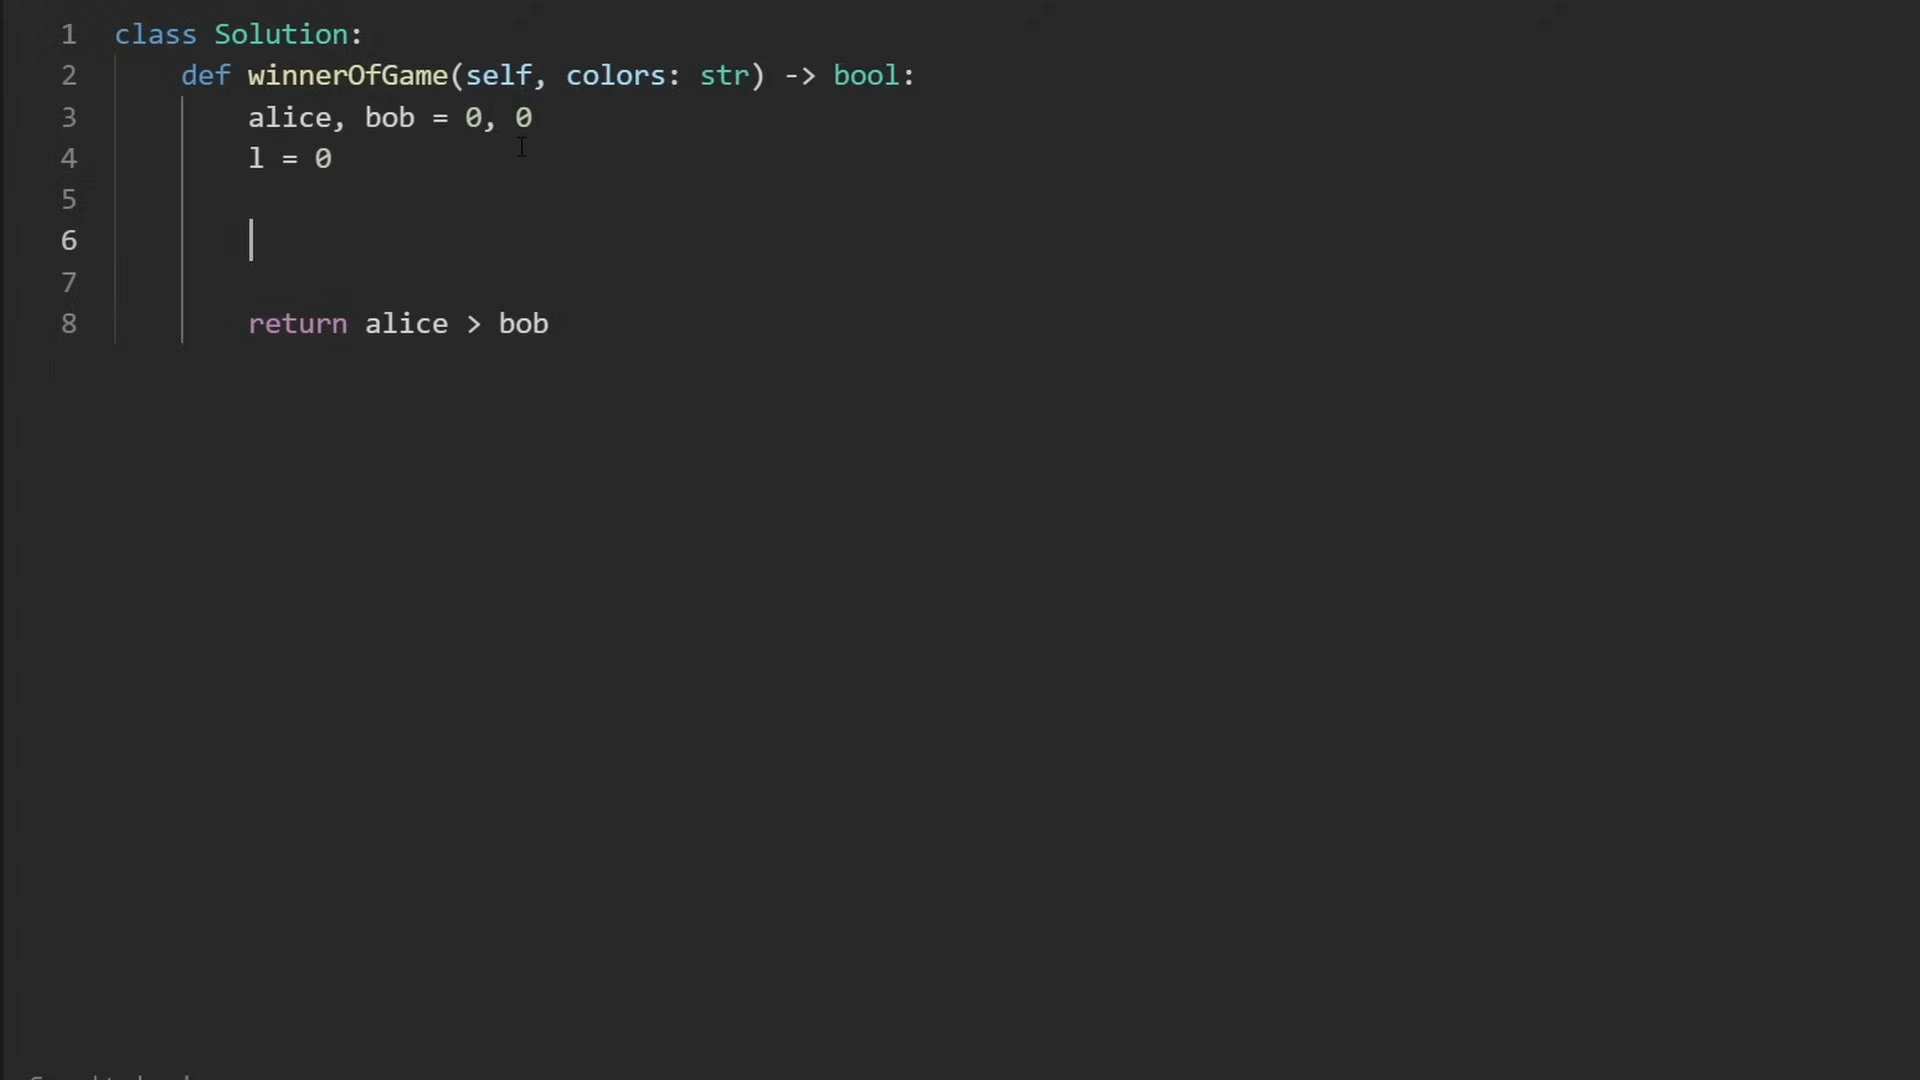 1 class Solution:
2 def winnerOfGame(self, colors: str) -> bool:
3 alice, bob = 0, 0
4 l = 0
5
6
7
8 return alice > bob